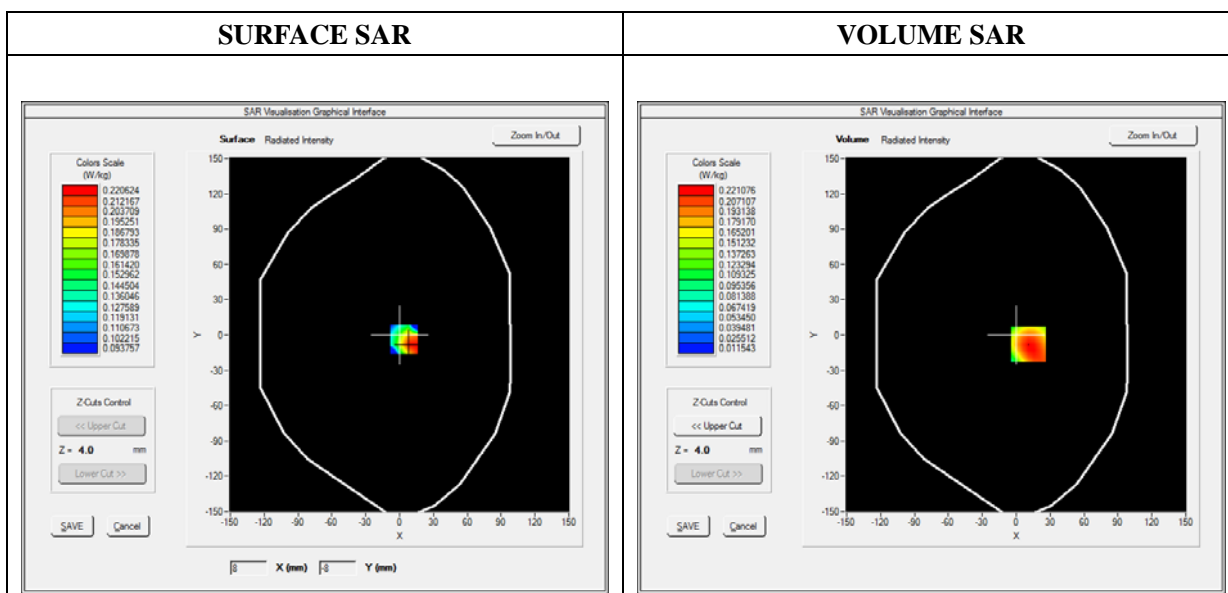 SURFACE SAR
VOLUME SAR
SAR Visualisation Graphical Interface
Surface Radiated Intensity
Zoom In/Out
Colors Scale
(W/kg)
0.220624
0.212167
0.203709
0.195251
0.186793
0.178335
0.169878
0.161420
0.152962
0.144504
0.136046
0.127589
0.119131
0.110673
0.102215
0.093757
Z-Cuts Control
<< Upper Cut
Z = 4.0 mm
Lower Cut >>
SAVE Cancel
150
120
90
60
30
0
-30
-60
-90
-120
-150
Y
-150 -120 -90 -60 -30 0 30 60 90 120 150
X
8 X (mm) -8 Y (mm)
SAR Visualisation Graphical Interface
Volume Radiated Intensity
Zoom In/Out
Colors Scale
(W/kg)
0.221076
0.207107
0.193138
0.179170
0.165201
0.151232
0.137263
0.123294
0.109325
0.095356
0.081388
0.067419
0.053450
0.039481
0.025512
0.011543
Z-Cuts Control
<< Upper Cut
Z = 4.0 mm
Lower Cut >>
SAVE Cancel
150
120
90
60
30
0
-30
-60
-90
-120
-150
Y
-150 -120 -90 -60 -30 0 30 60 90 120 150
X